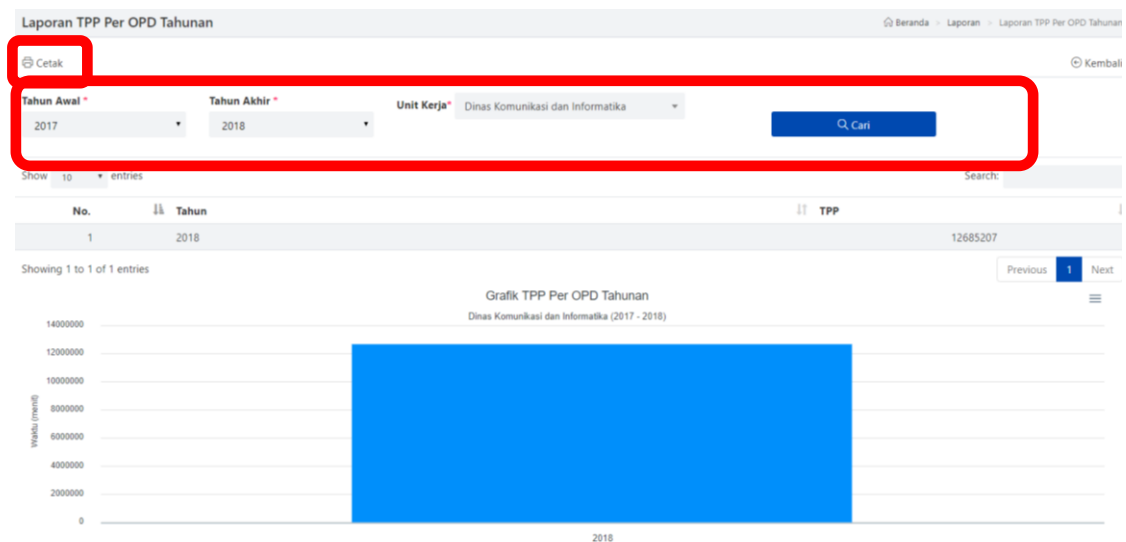 Laporan TPP Per OPD Tahunan
Beranda > Laporan > Laporan TPP Per OPD Tahunan
Cetak
Kembali
Tahun Awal * Tahun Akhir * Unit Kerja* Dinas Komunikasi dan Informatika
2017 2018 Cari
Show 10 entries Search:
No. Tahun TPP
1 2018 12685207
Showing 1 to 1 of 1 entries Previous 1 Next
Grafik TPP Per OPD Tahunan
Dinas Komunikasi dan Informatika (2017 - 2018)
14000000
12000000
10000000
8000000
6000000
4000000
2000000
0
Waktu (menit)
2018